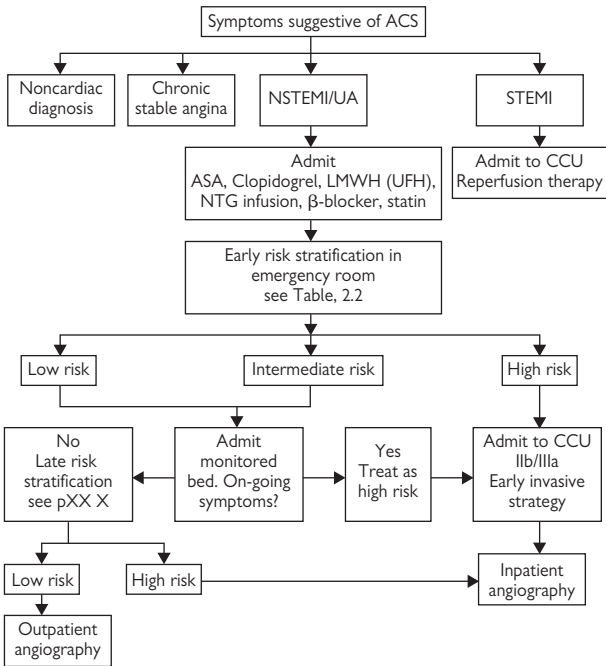 Symptoms suggestive of ACS
Noncardiac
diagnosis
Chronic
stable angina
NSTEMI/UA
STEMI
Admit
ASA, Clopidogrel, LMWH (UFH),
NTG infusion, β-blocker, statin
Admit to CCU
Reperfusion therapy
Early risk stratification in
emergency room
see Table, 2.2
Low risk
Intermediate risk
High risk
No
Late risk
stratification
see pXX X
Admit
monitored
bed. On-going
symptoms?
Yes
Treat as
high risk
Admit to CCU
IIb/IIIa
Early invasive
strategy
Low risk
High risk
Inpatient
angiography
Outpatient
angiography